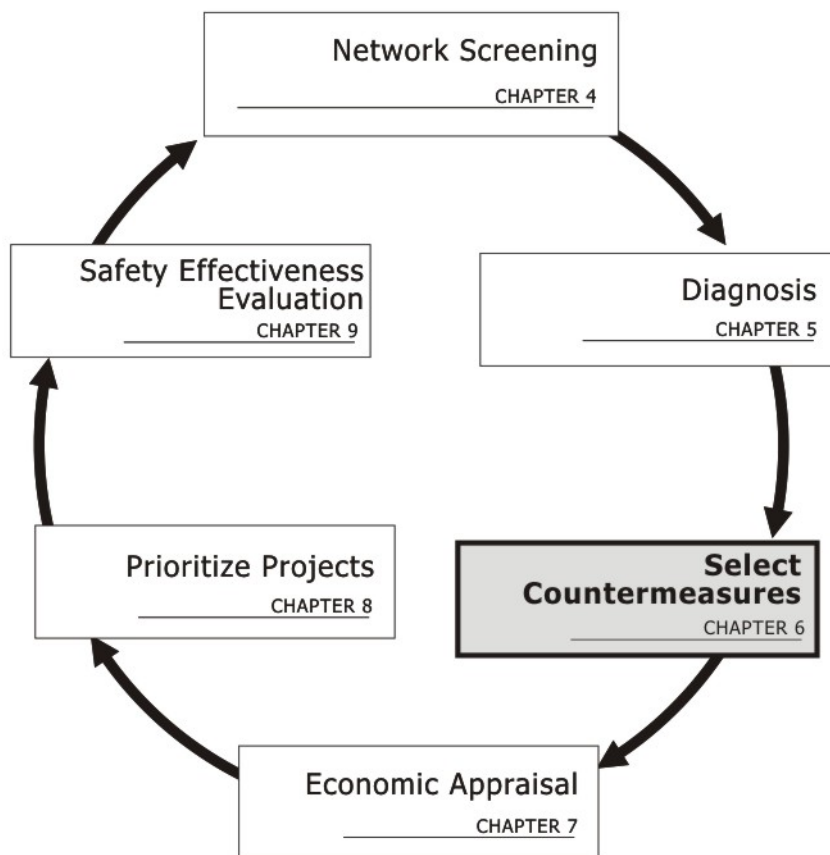 Network Screening
CHAPTER 4
Diagnosis
CHAPTER 5
Select
Countermeasures
CHAPTER 6
Economic Appraisal
CHAPTER 7
Prioritize Projects
CHAPTER 8
Safety Effectiveness
Evaluation
CHAPTER 9